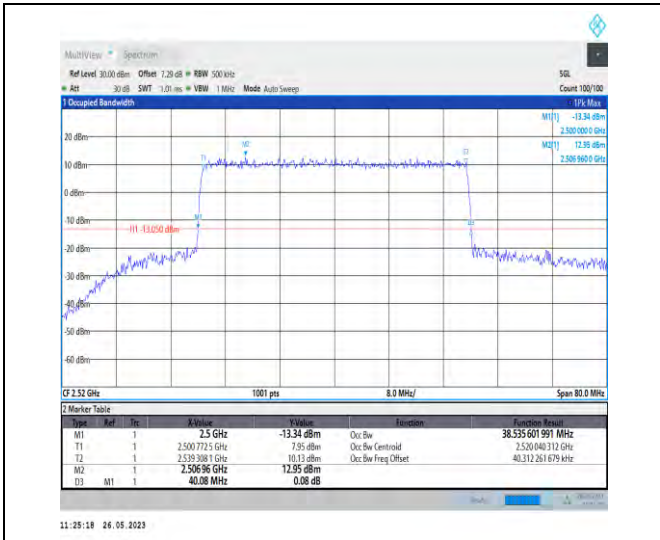 MultiView Spectrum
Ref Level 30.00 dBm Offset 7.29 dB RBW 500 kHz SGL
Att 30 dB SWT 1.01 ms VBW 1 MHz Mode Auto Sweep Count 100/100
1 Occupied Bandwidth 1Pk Max
M1[1] -13.34 dBm
2.500 000 0 GHz
M2[1] 12.95 dBm
2.506 960 0 GHz
20 dBm
M2
T1
10 dBm
0 dBm
-10 dBm
M1
H1 -13.050 dBm
-20 dBm
-30 dBm
-40 dBm
-50 dBm
-60 dBm
CF 2.52 GHz 1001 pts 8.0 MHz/ Span 80.0 MHz
2 Marker Table
Type Ref Trc X-Value Y-Value Function Function Result
M1 1 2.5 GHz -13.34 dBm Occ Bw 38.535 601 991 MHz
T1 1 2.500 772 5 GHz 7.95 dBm Occ Bw Centroid 2.520 040 312 GHz
T2 1 2.539 308 1 GHz 10.13 dBm Occ Bw Freq Offset 40.312 261 679 kHz
M2 1 2.506 96 GHz 12.95 dBm
D3 M1 1 40.08 MHz 0.08 dB
11:25:18 26.05.2023